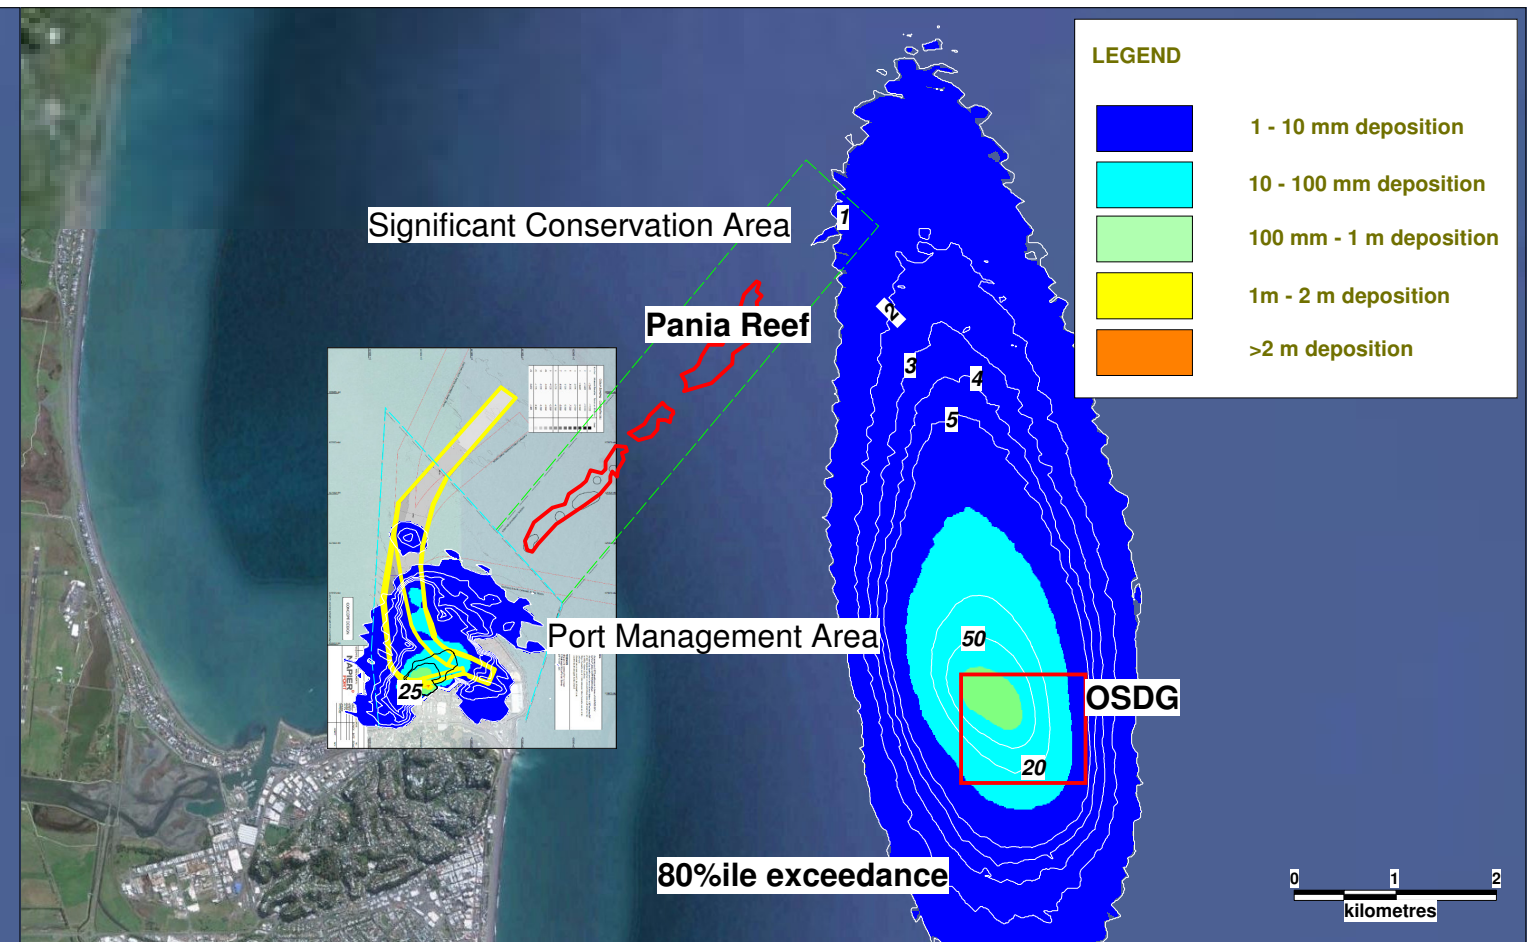 LEGEND
1 - 10 mm deposition
10 - 100 mm deposition
100 mm - 1 m deposition
1m - 2 m deposition
>2 m deposition
1
Significant Conservation Area
2
Pania Reef
3
4
5
50
Port Management Area
NAPIER
25
OSDG
20
80%ile exceedance
0
1
2
kilometres